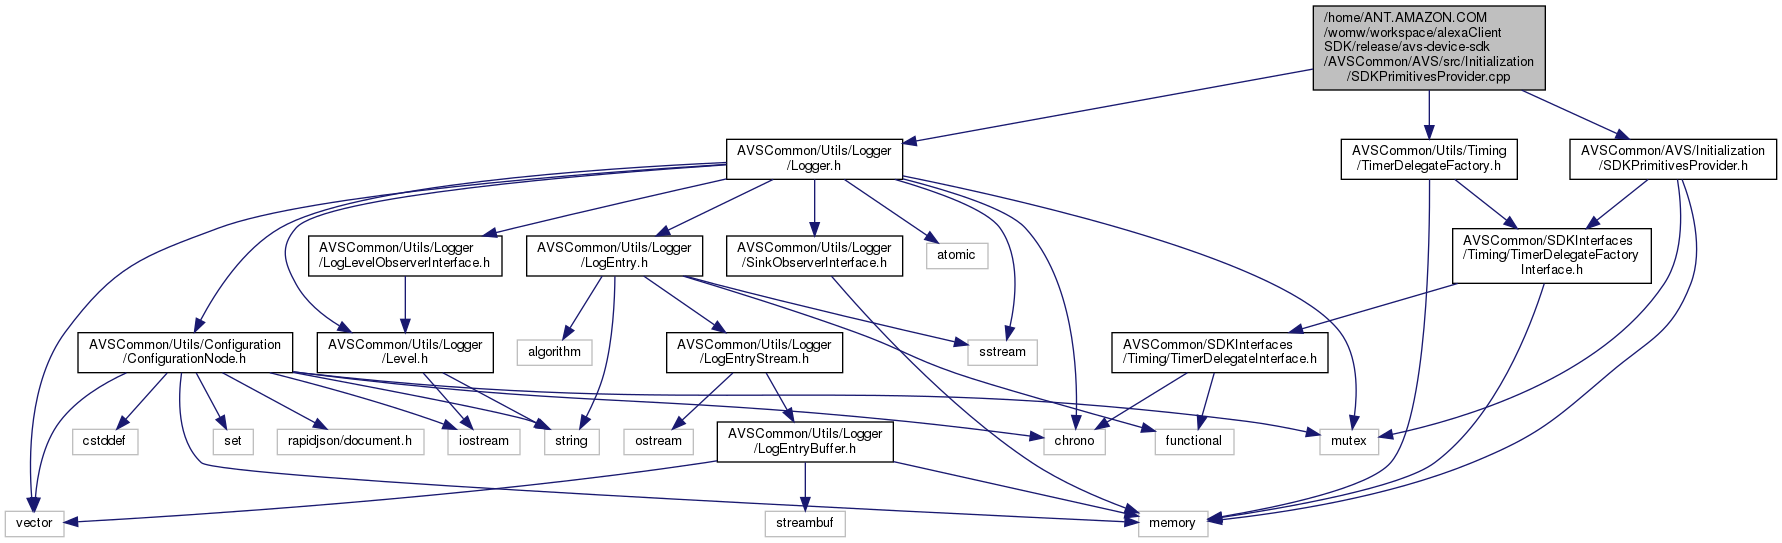 /home/ANT.AMAZON.COM
/womw/workspace/alexaClient
SDK/release/avs-device-sdk
/AVSCommon/AVS/src/Initialization
/SDKPrimitivesProvider.cpp
AVSCommon/Utils/Logger
/Logger.h
AVSCommon/Utils/Timing
/TimerDelegateFactory.h
AVSCommon/AVS/Initialization
/SDKPrimitivesProvider.h
AVSCommon/Utils/Logger
/LogLevelObserverInterface.h
AVSCommon/Utils/Logger
/LogEntry.h
AVSCommon/Utils/Logger
/SinkObserverInterface.h
atomic
AVSCommon/SDKInterfaces
/Timing/TimerDelegateFactory
Interface.h
AVSCommon/Utils/Configuration
/ConfigurationNode.h
AVSCommon/Utils/Logger
/Level.h
algorithm
AVSCommon/Utils/Logger
/LogEntryStream.h
sstream
AVSCommon/SDKInterfaces
/Timing/TimerDelegateInterface.h
cstddef
set
rapidjson/document.h
iostream
string
ostream
AVSCommon/Utils/Logger
/LogEntryBuffer.h
chrono
functional
mutex
vector
streambuf
memory